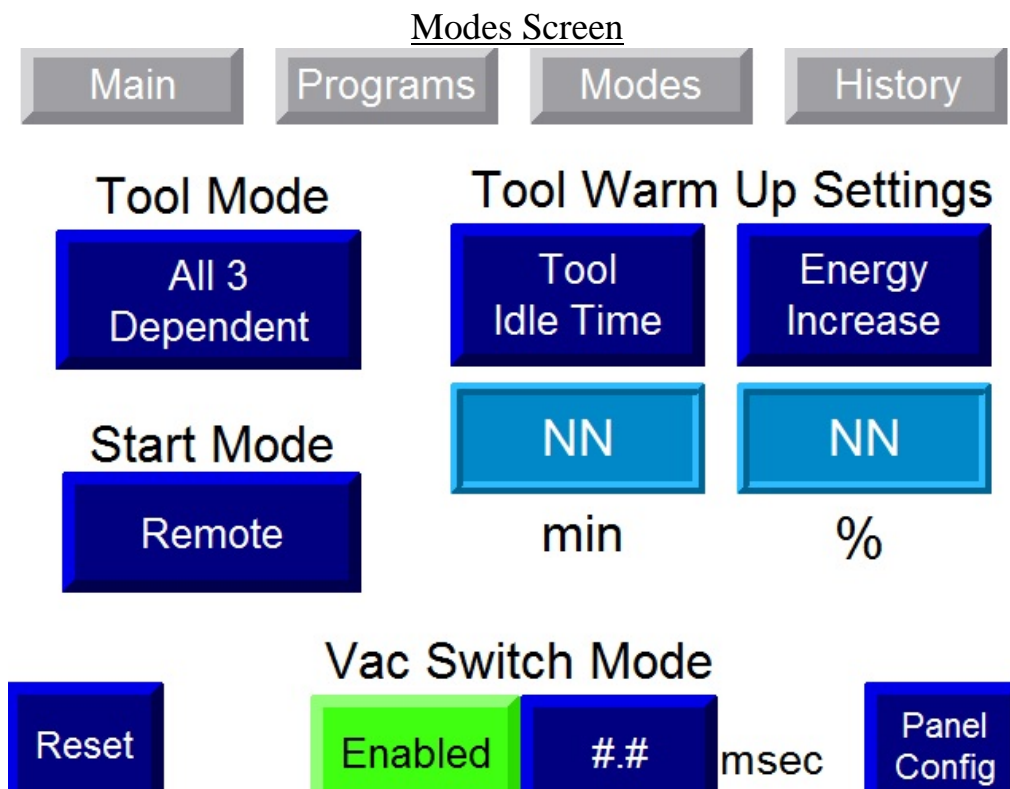 Modes Screen
Main Programs Modes History
Tool Mode
All 3
Dependent
Start Mode
Remote
Tool Warm Up Settings
Tool
Idle Time
NN
min
Energy
Increase
NN
%
Vac Switch Mode
Reset
Enabled #.# msec
Panel
Config